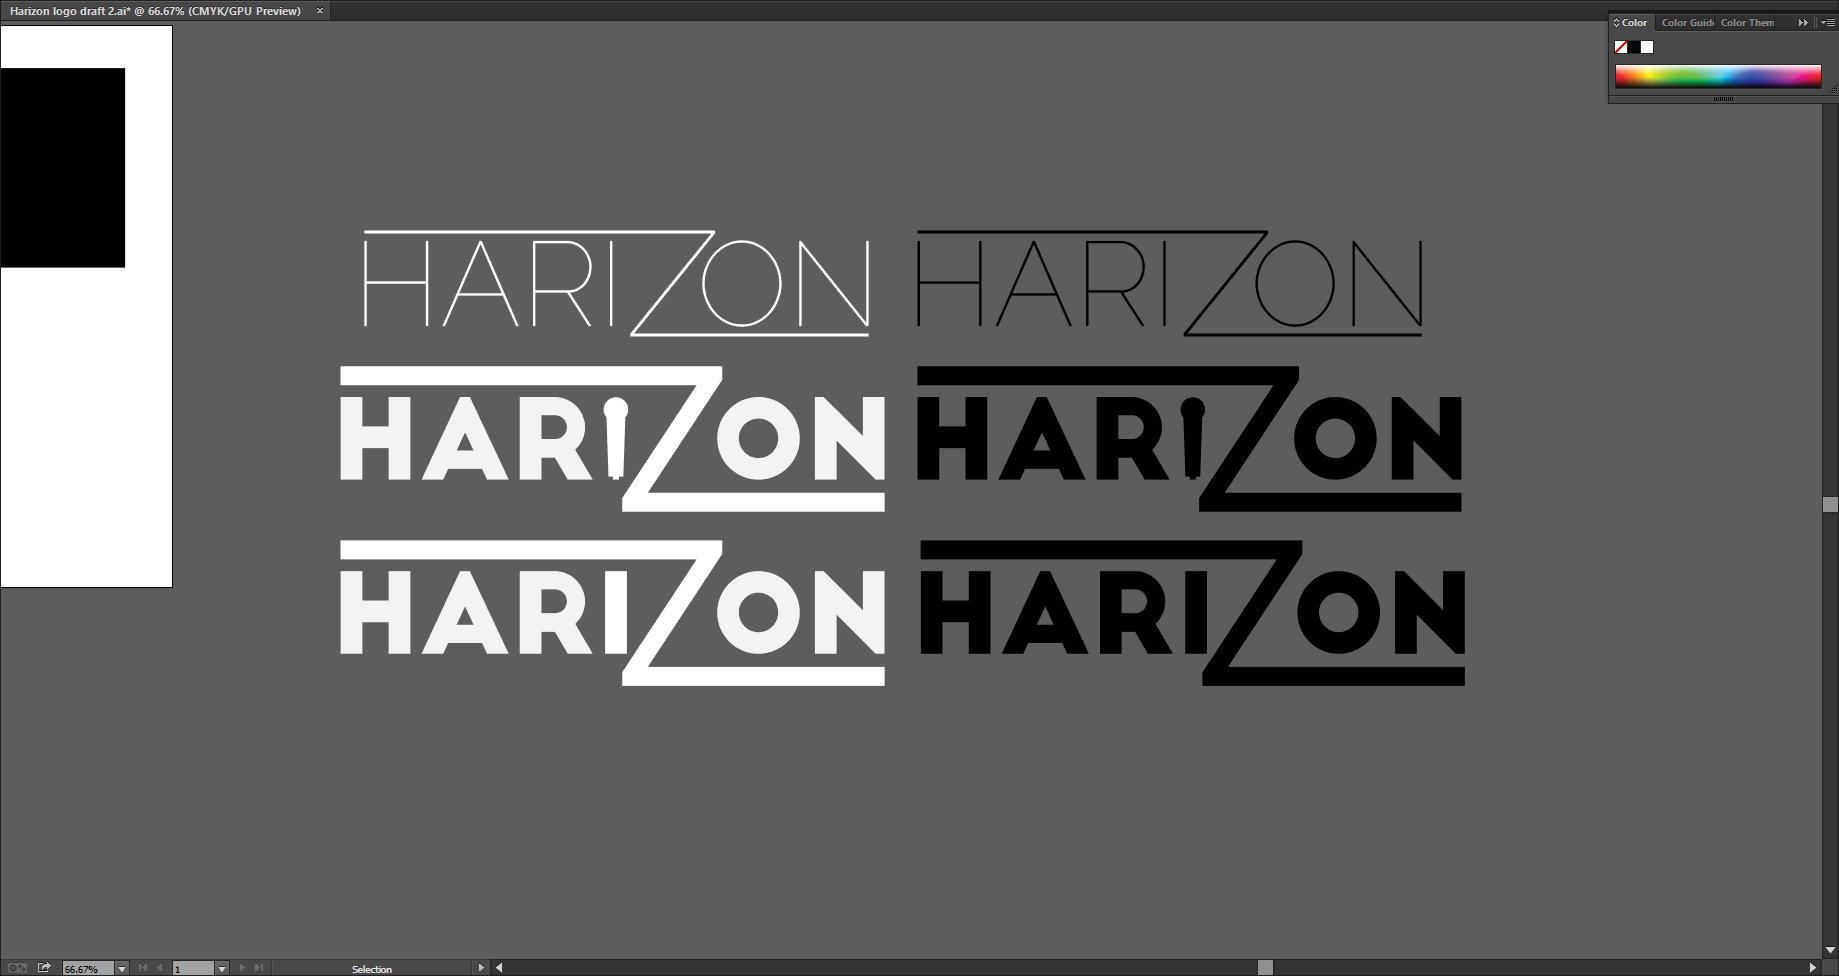 Harizon logo draft 2.ai* @ 66.67% (CMYK/GPU Preview) ×
Color Color Guid Color Them
HARIZON HARIZON
HARIZON HARIZON
HARIZON HARIZON
66.67% 1 Selection